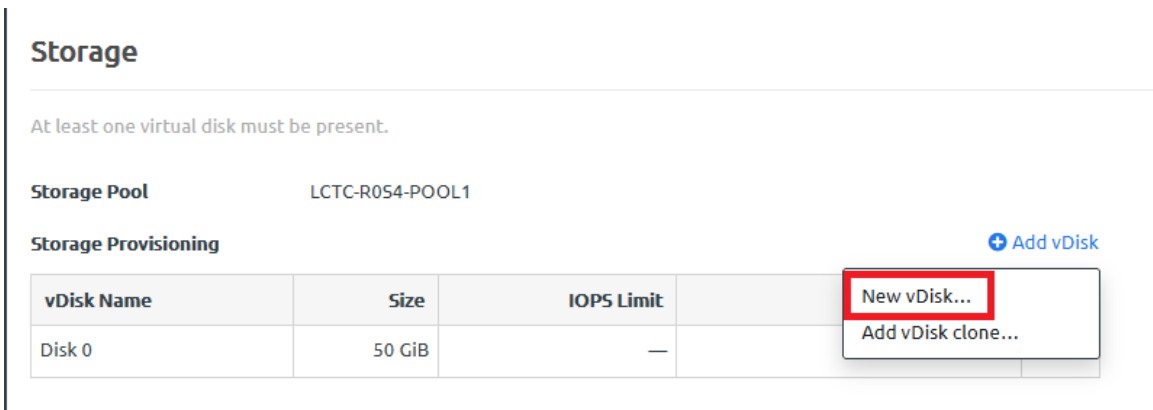 Storage
At least one virtual disk must be present.
Storage Pool LCTC-R0S4-POOL1
Storage Provisioning Add vDisk
vDisk Name Size IOPS Limit New vDisk...
Add vDisk clone...
Disk 0 50 GiB —